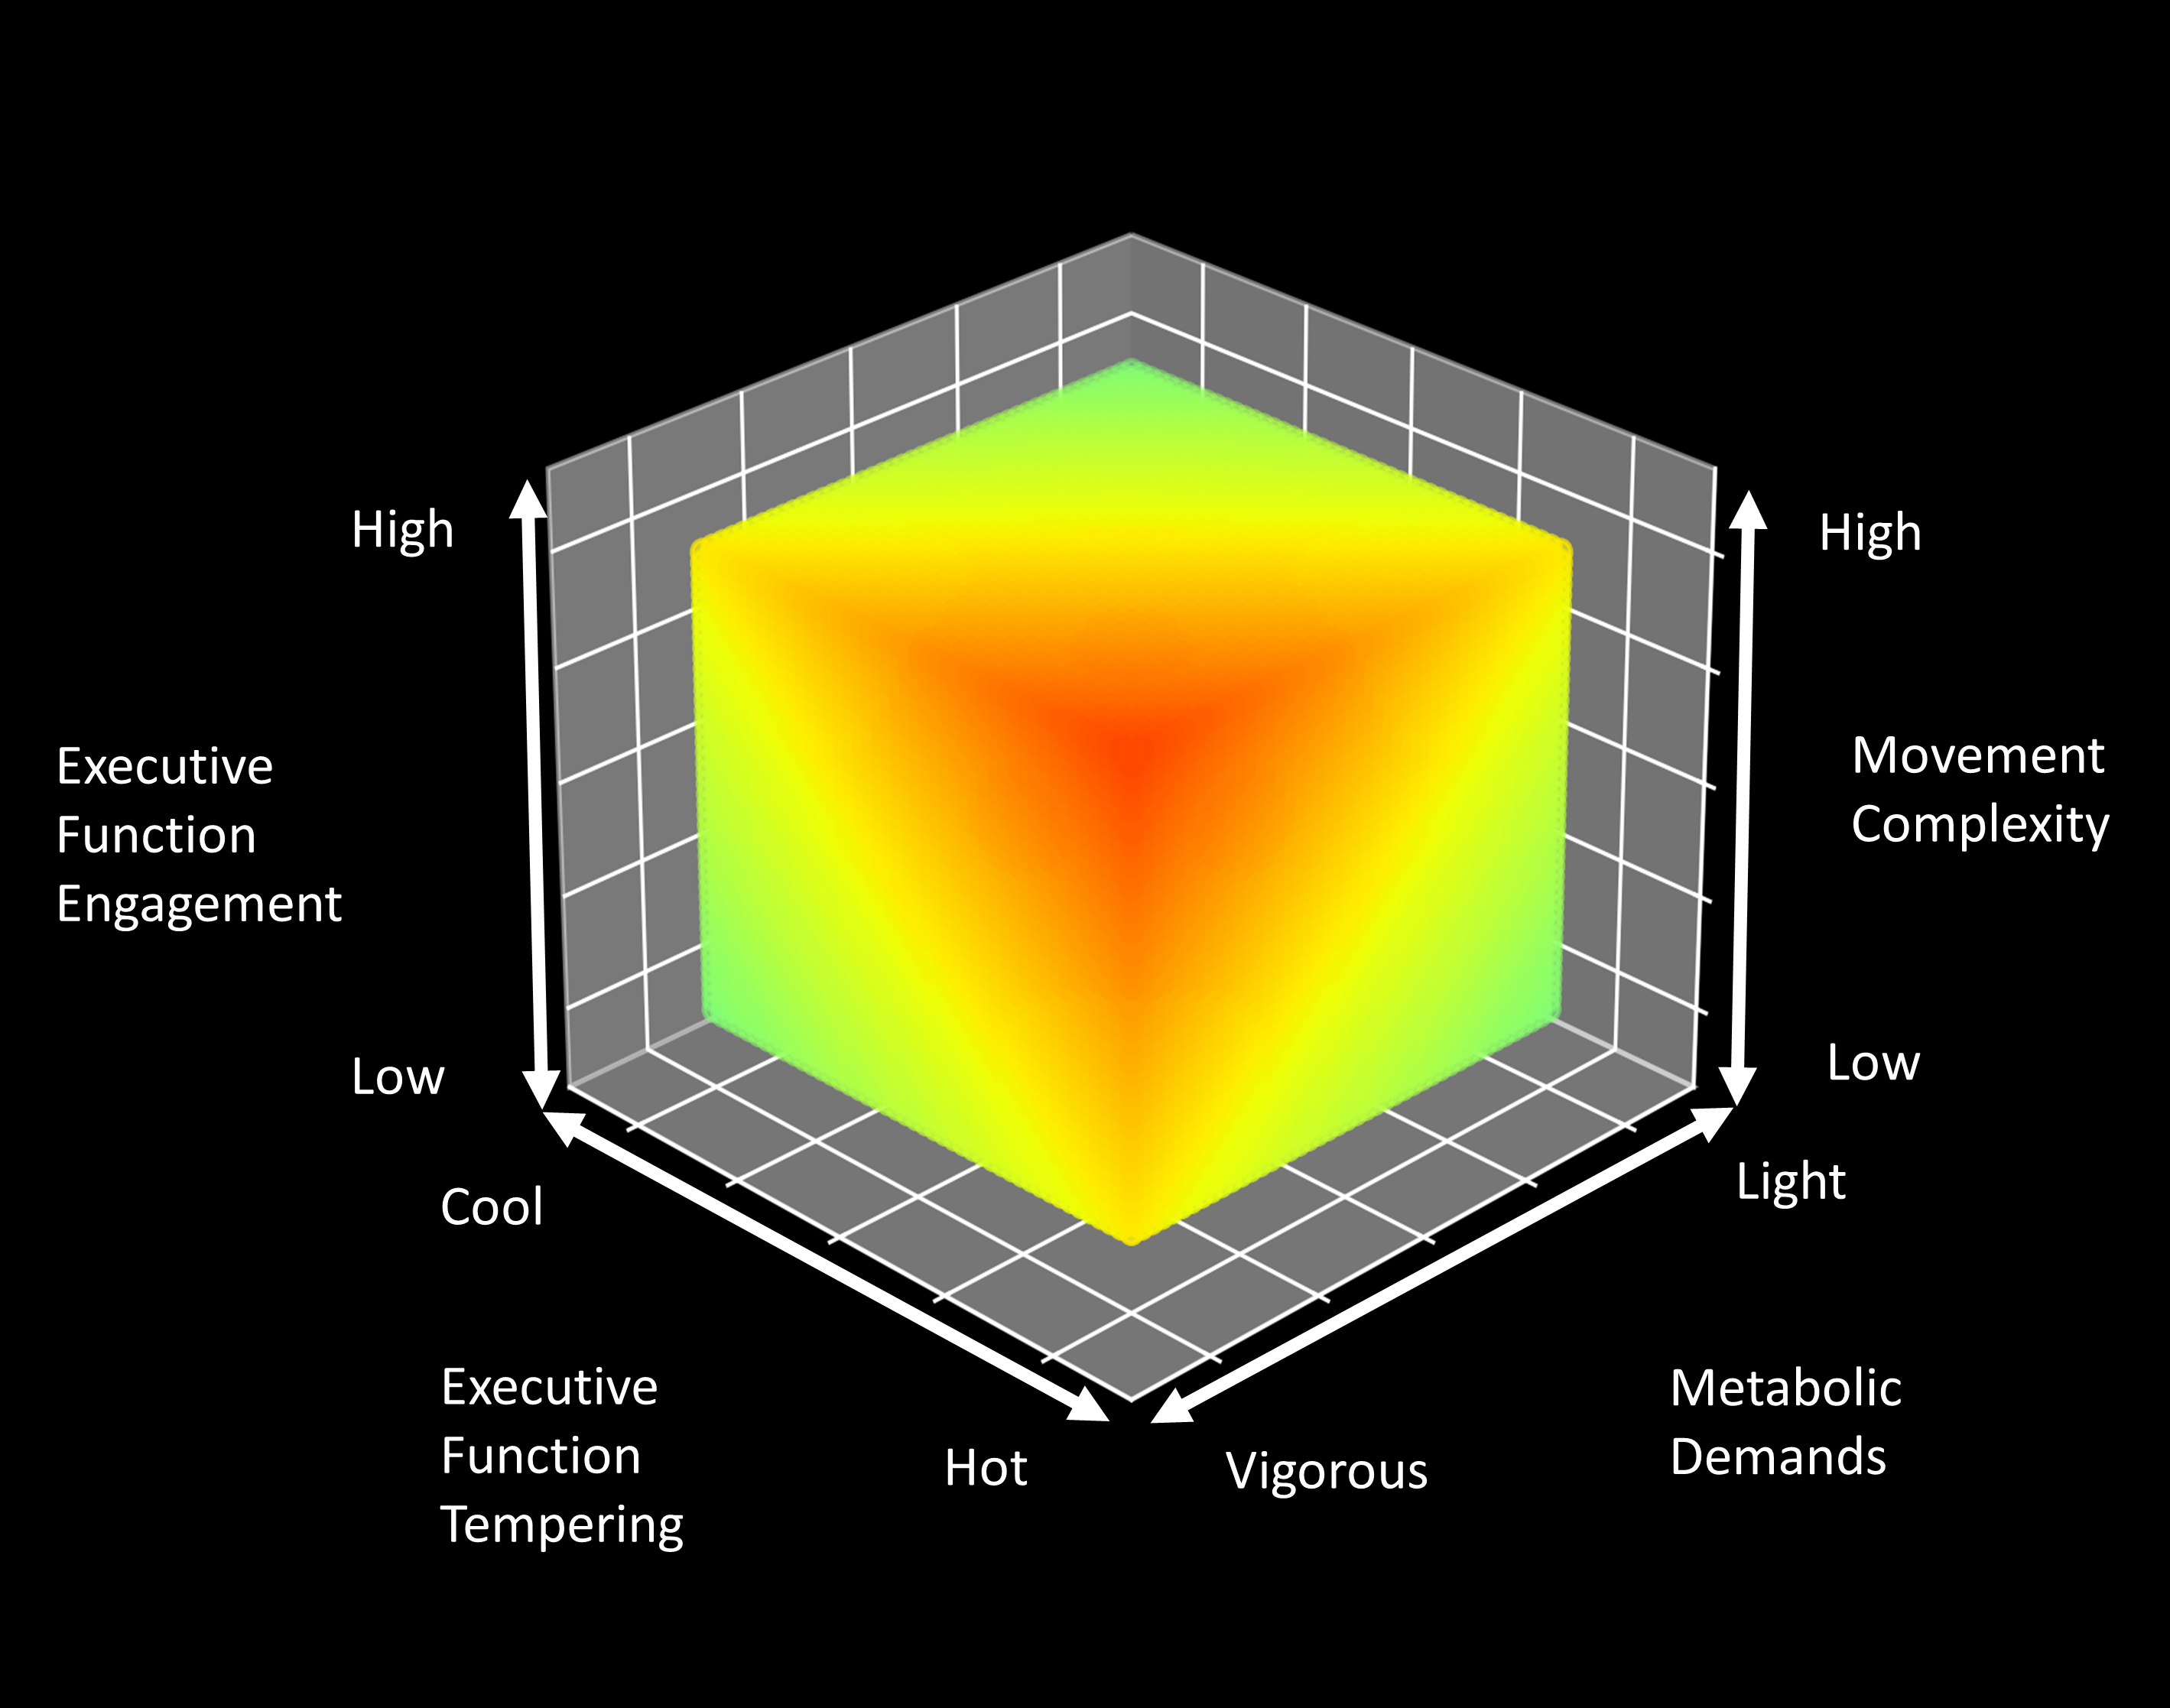 High
High
Executive
Function
Engagement
Movement
Complexity
Low
Low
Cool
Light
Executive
Function
Tempering
Hot
Vigorous
Metabolic
Demands